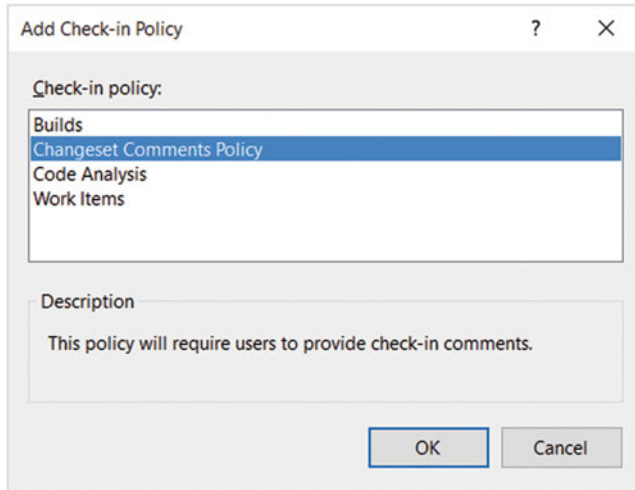 Add Check-in Policy
?
Check-in policy:
Builds
Changeset Comments Policy
Code Analysis
Work Items
Description
This policy will require users to provide check-in comments.
OK
Cancel